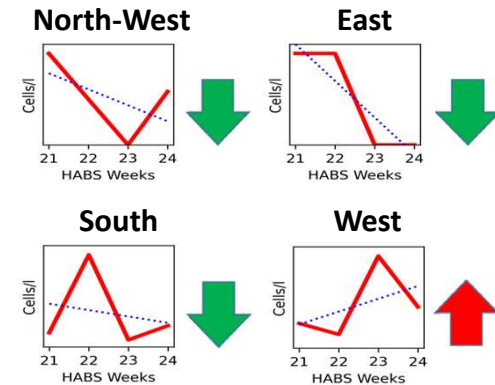 North-West
Cells/l
21 22 23 24
HABS Weeks
East
Cells/l
21 22 23 24
HABS Weeks
South
Cells/l
21 22 23 24
HABS Weeks
West
Cells/l
21 22 23 24
HABS Weeks